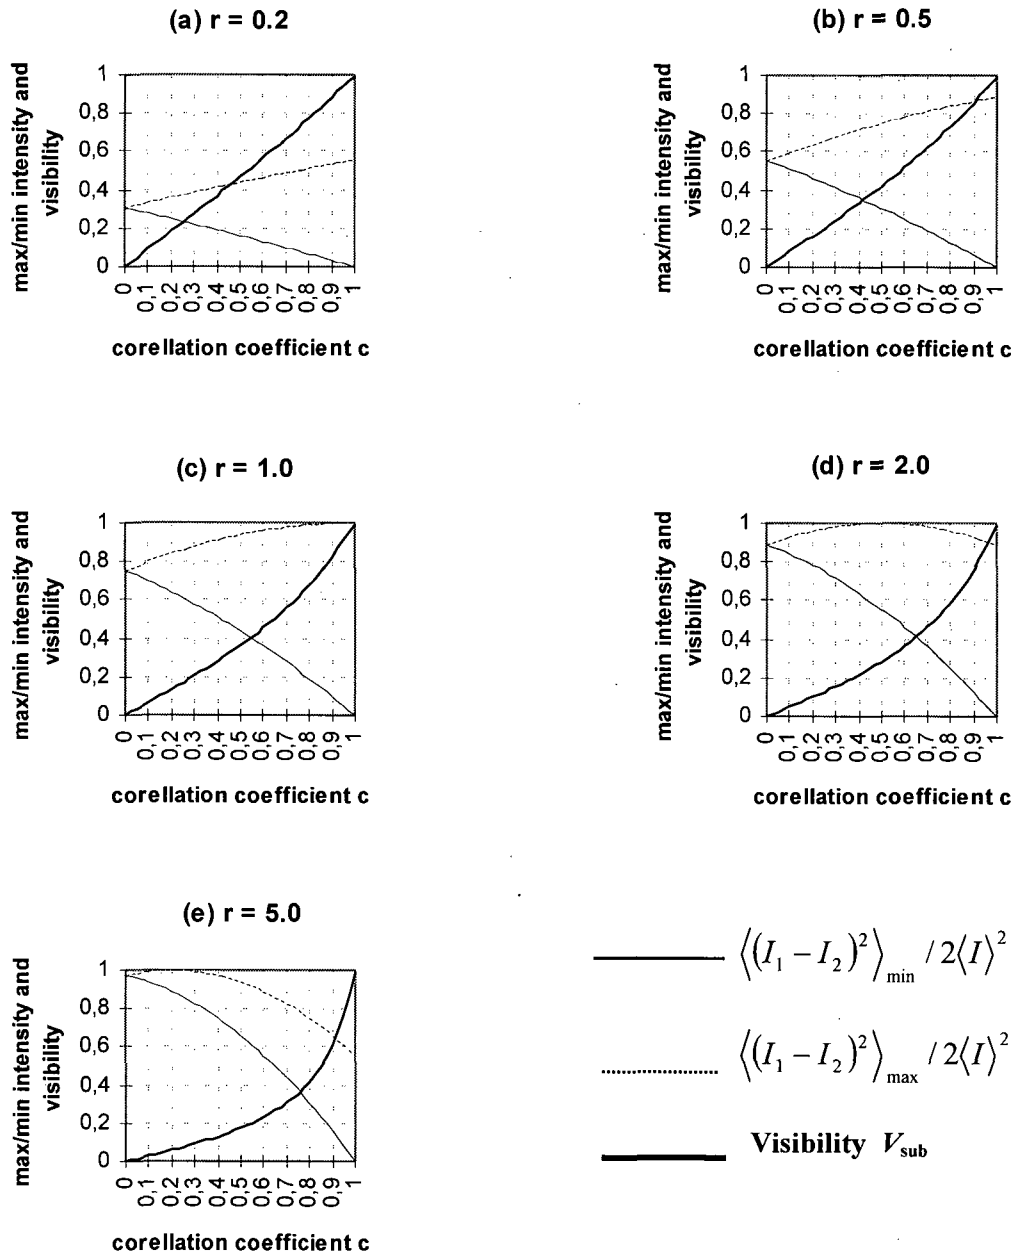 (a) r = 0.2
max/min intensity and
visibility
1
0,8
0,6
0,4
0,2
0
0 0,1 0,2 0,3 0,4 0,5 0,6 0,7 0,8 0,9 1
corellation coefficient c
(b) r = 0.5
max/min intensity and
visibility
1
0,8
0,6
0,4
0,2
0
0 0,1 0,2 0,3 0,4 0,5 0,6 0,7 0,8 0,9 1
corellation coefficient c
(c) r = 1.0
max/min intensity and
visibility
1
0,8
0,6
0,4
0,2
0
0 0,1 0,2 0,3 0,4 0,5 0,6 0,7 0,8 0,9 1
corellation coefficient c
(d) r = 2.0
max/min intensity and
visibility
1
0,8
0,6
0,4
0,2
0
0 0,1 0,2 0,3 0,4 0,5 0,6 0,7 0,8 0,9 1
corellation coefficient c
(e) r = 5.0
max/min intensity and
visibility
1
0,8
0,6
0,4
0,2
0
0 0,1 0,2 0,3 0,4 0,5 0,6 0,7 0,8 0,9 1
corellation coefficient c
⟨(I₁ − I₂)²⟩min / 2⟨I⟩²
⟨(I₁ − I₂)²⟩max / 2⟨I⟩²
Visibility Vsub